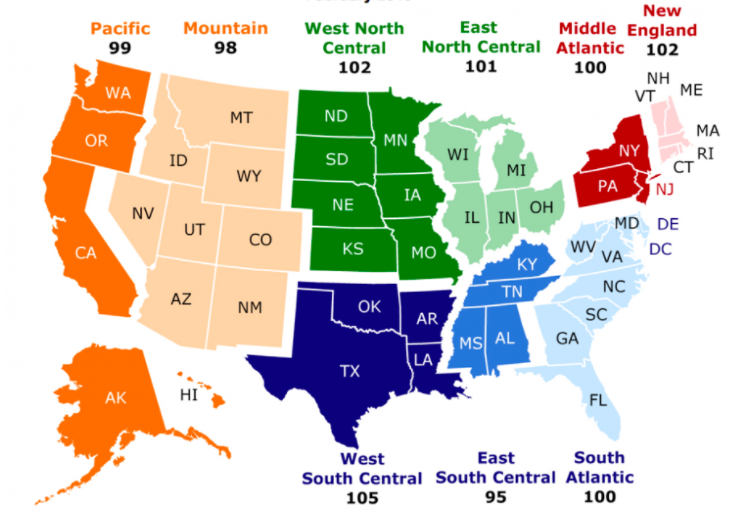 Pacific
99
Mountain
98
West North
Central
102
East
North Central
101
Middle
Atlantic
100
New
England
102
WA
OR
CA
AK
HI
MT
ID
WY
NV
UT
CO
AZ
NM
ND
SD
NE
KS
MN
IA
MO
WI
MI
IL
IN
OH
NY
PA
NJ
NH
VT
ME
MA
RI
CT
MD
DE
DC
WV
VA
NC
SC
GA
FL
KY
TN
MS
AL
OK
AR
TX
LA
West
South Central
105
East
South Central
95
South
Atlantic
100